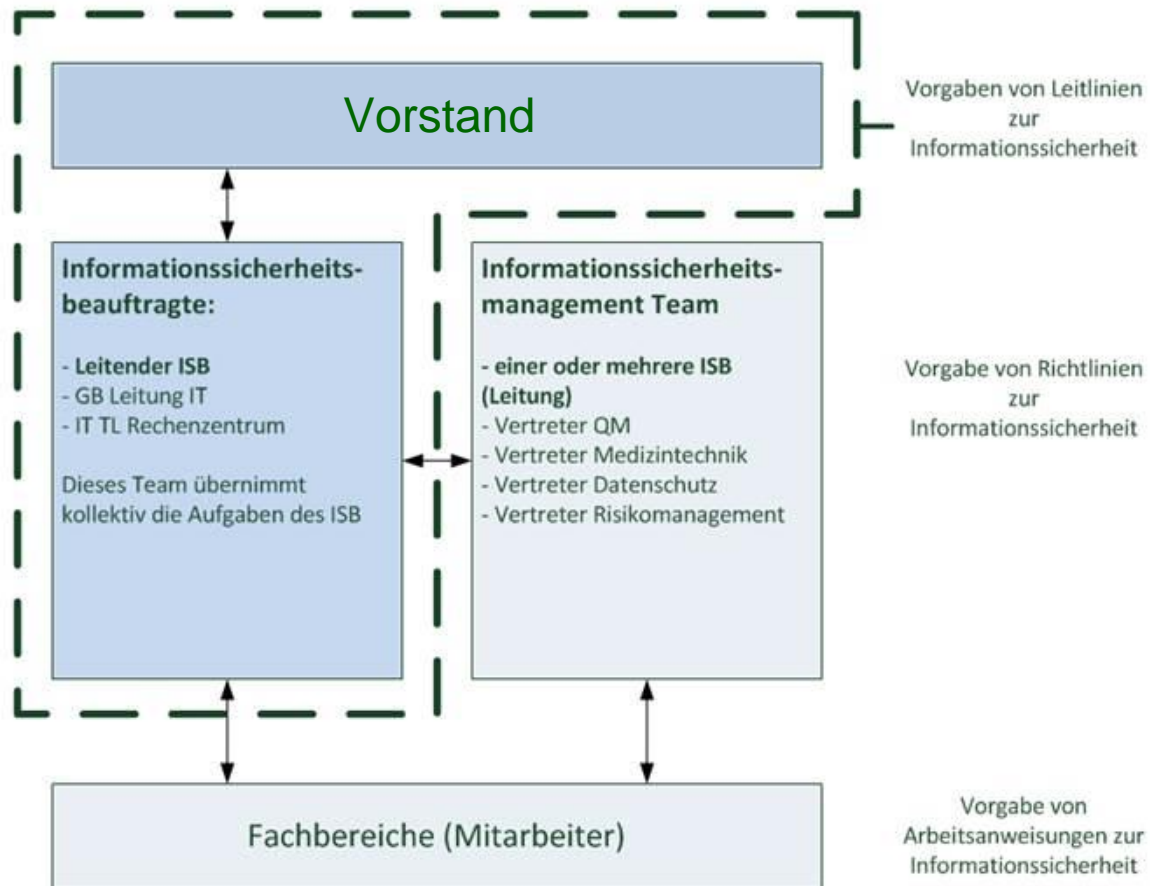 Vorstand
Vorgaben von Leitlinien
zur
Informationssicherheit
Informationssicherheits-
beauftragte:
- Leitender ISB
- GB Leitung IT
- IT TL Rechenzentrum
Dieses Team übernimmt
kollektiv die Aufgaben des ISB
Informationssicherheits-
management Team
- einer oder mehrere ISB
(Leitung)
- Vertreter QM
- Vertreter Medizintechnik
- Vertreter Datenschutz
- Vertreter Risikomanagement
Vorgabe von Richtlinien
zur
Informationssicherheit
Fachbereiche (Mitarbeiter)
Vorgabe von
Arbeitsanweisungen zur
Informationssicherheit